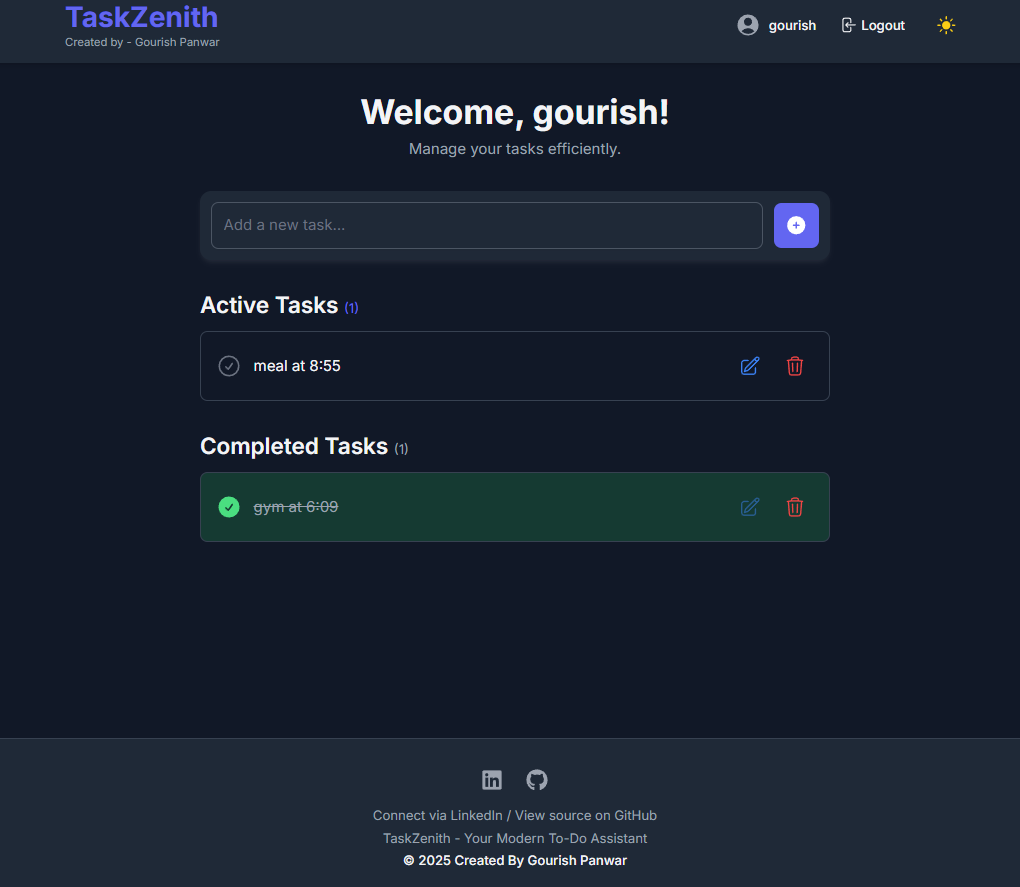 TaskZenith
Created by - Gourish Panwar
gourish
Logout
Welcome, gourish!
Manage your tasks efficiently.
Add a new task...
Active Tasks (1)
meal at 8:55
Completed Tasks (1)
gym at 6:09
Connect via LinkedIn / View source on GitHub
TaskZenith - Your Modern To-Do Assistant
© 2025 Created By Gourish Panwar